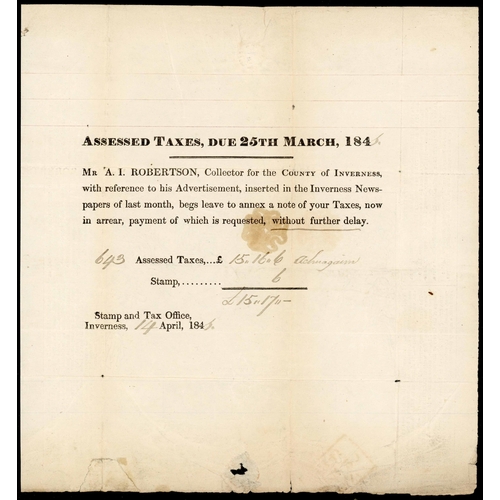 ASSESSED TAXES, DUE 25TH MARCH, 184
MR A. I. ROBERTSON, Collector for the COUNTY OF INVERNESS,
with reference to his Advertisement, inserted in the Inverness News-
papers of last month, begs leave to annex a note of your Taxes, now
in arrear, payment of which is requested, without further delay.
643 Assessed Taxes,...£ 15 " 16 " 6
Stamp,......... 6
£15 " 17 " -
Stamp and Tax Office,
Inverness, 14 April, 184